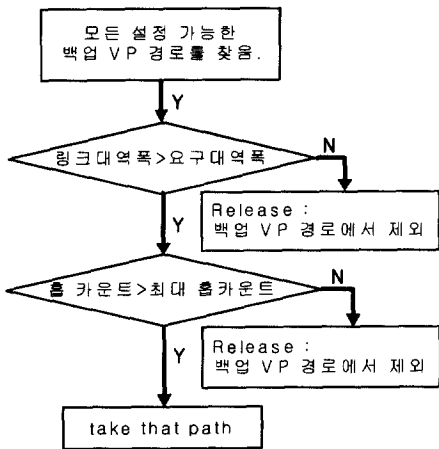 모든 설정 가능한
백업 VP 경로를 찾음.
Y
링크대역폭>요구대역폭
N
Y
Release :
백업 VP 경로에서 제외
홉 카운트>최대 홉카운트
N
Y
Release :
백업 VP 경로에서 제외
take that path